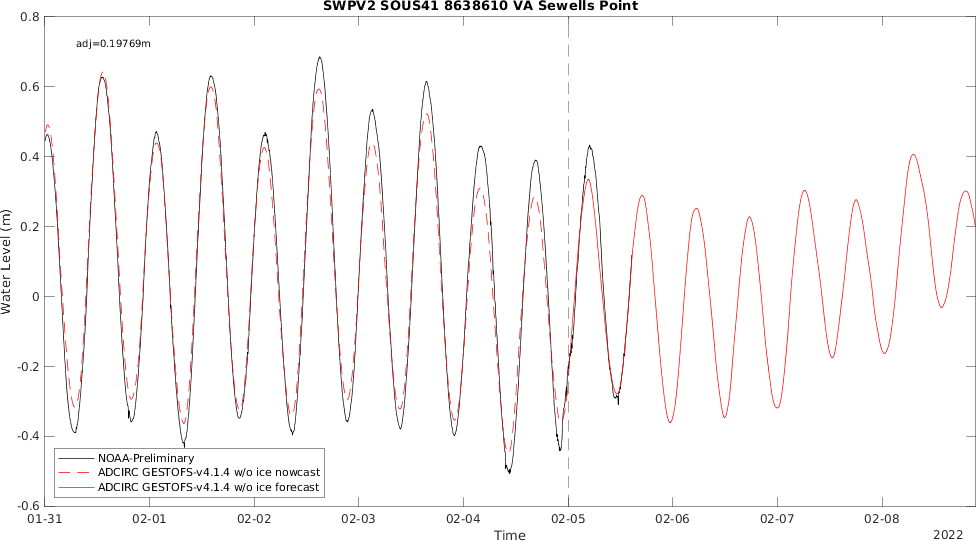 SWPV2 SOUS41 8638610 VA Sewells Point
adj=0.19769m
0.8
0.6
0.4
0.2
0
-0.2
-0.4
-0.6
Water Level (m)
NOAA-Preliminary
ADCIRC GESTOFS-v4.1.4 w/o ice nowcast
ADCIRC GESTOFS-v4.1.4 w/o ice forecast
01-31 02-01 02-02 02-03 02-04 02-05 02-06 02-07 02-08
Time
2022